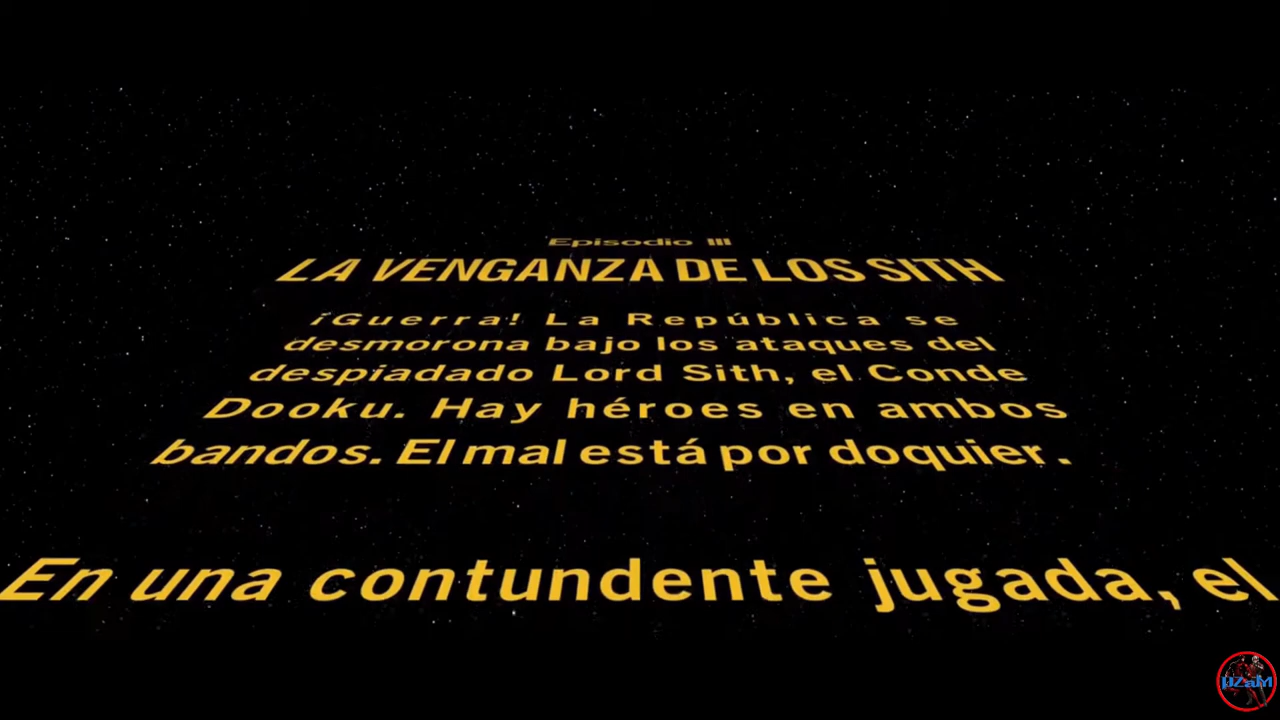 Episodio III
LA VENGANZA DE LOS SITH
¡Guerra! La República se
desmorona bajo los ataques del
despiadado Lord Sith, el Conde
Dooku. Hay héroes en ambos
bandos. El mal está por doquier.
En una contundente jugada, el